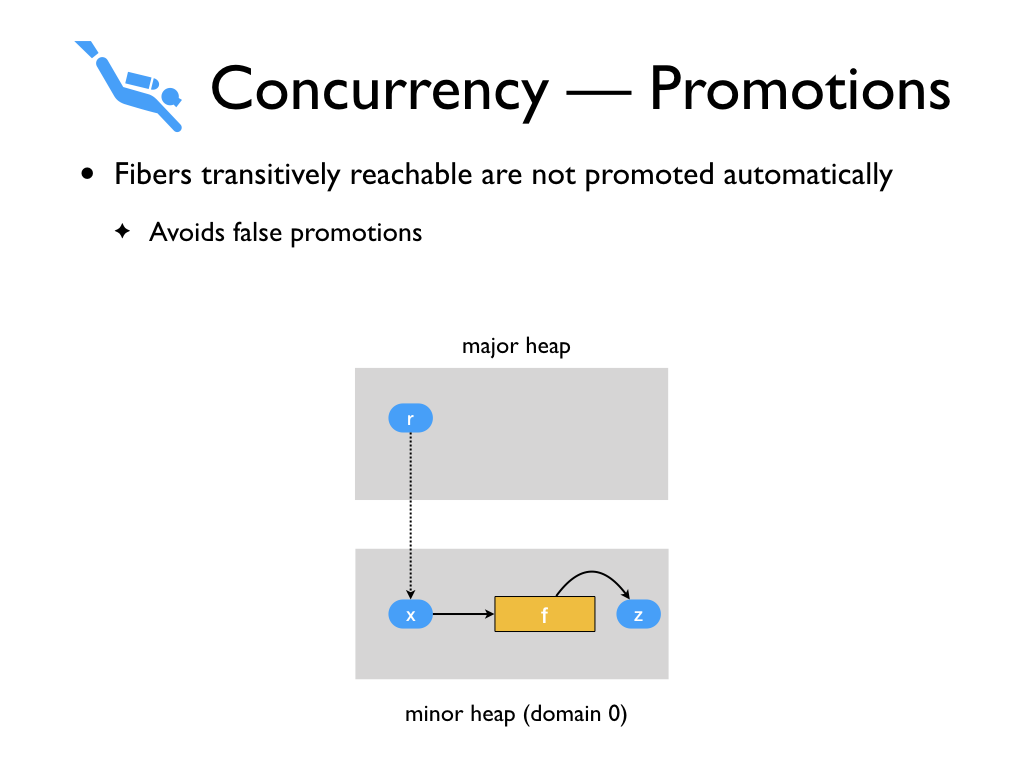 Concurrency — Promotions
• Fibers transitively reachable are not promoted automatically
✦ Avoids false promotions
major heap
r
x
f
z
minor heap (domain 0)